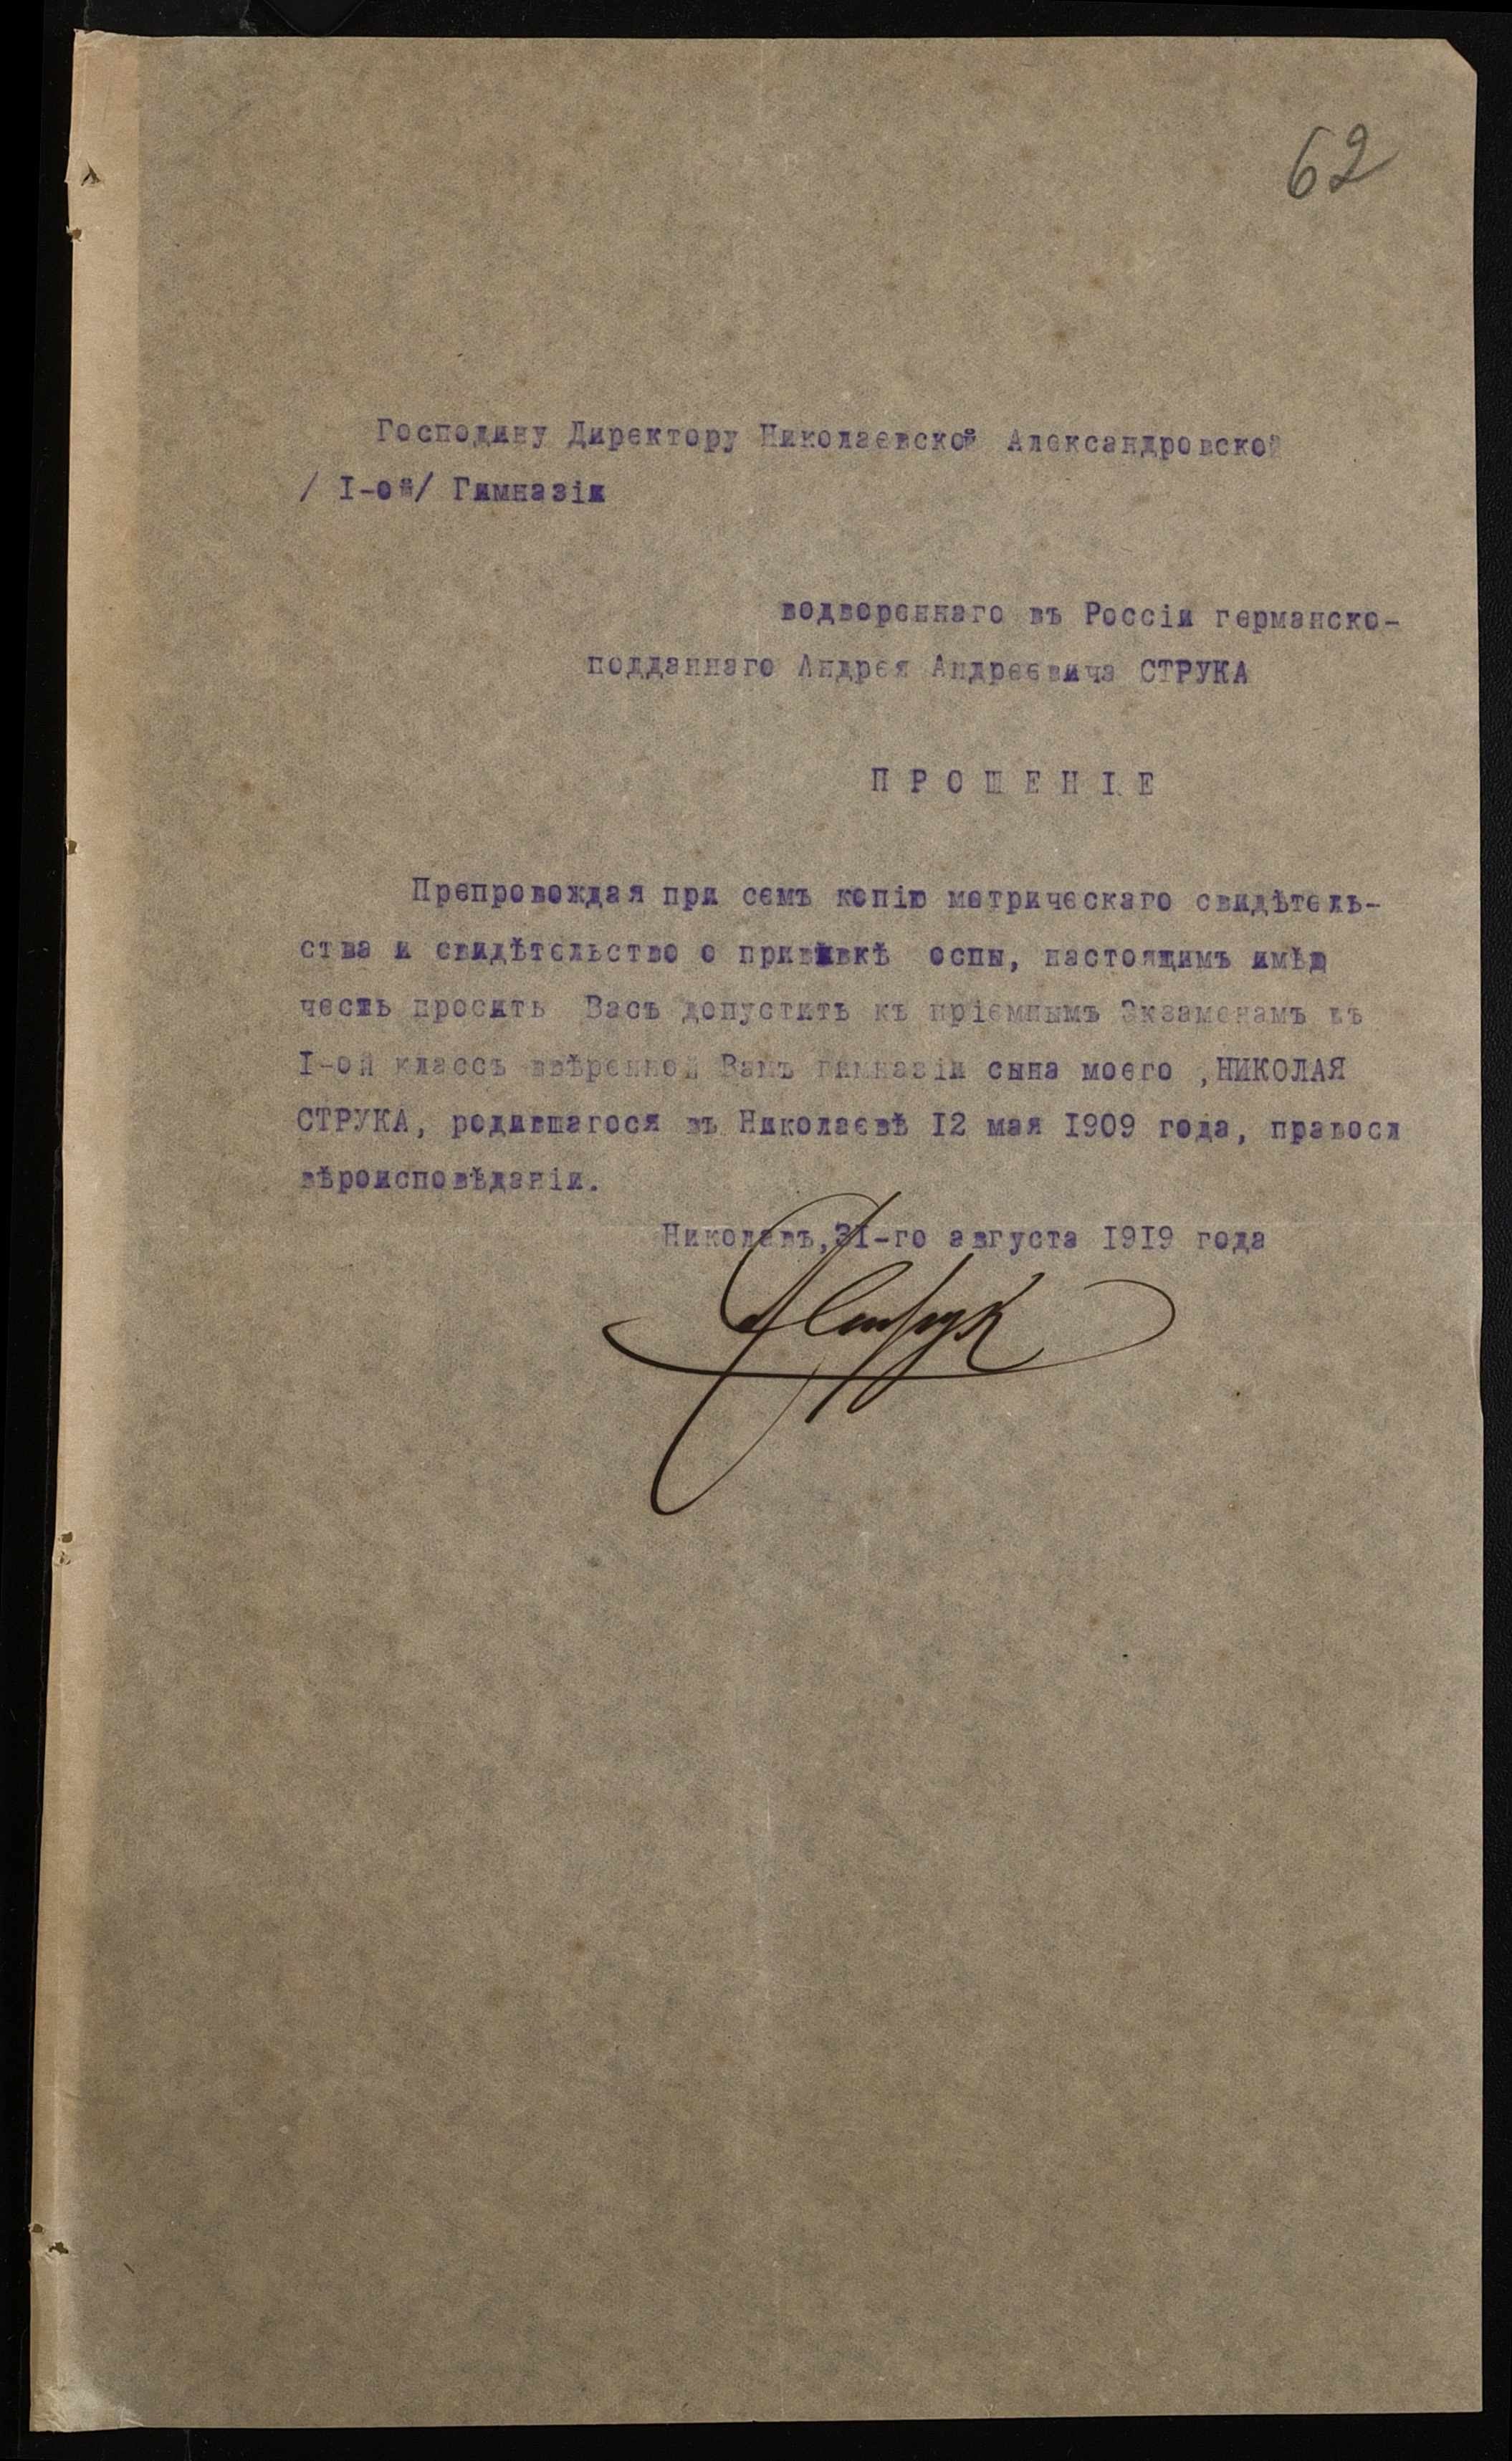 62
Господину Директору Николаевской Александровской
/ I-ой/ Гимназіи
водвореннаго въ Россіи германско-
подданнаго Андрея Андреевича СТРУКА
П Р О Ш Е Н І Е
Препровождая при семъ копію метрическаго свидѣтель-
ства и свидѣтельство о прививкѣ оспы, настоящимъ имѣю
честь просить Васъ допустить къ пріемнымъ Экзаменамъ въ
I-ой классъ ввѣренной Вамъ гимназіи сына моего ,НИКОЛАЯ
СТРУКА, родившагося въ Николаевѣ 12 мая 1909 года, правосл
вѣроисповѣданіи.
Николавъ,31-го августа 1919 года
АСтрук